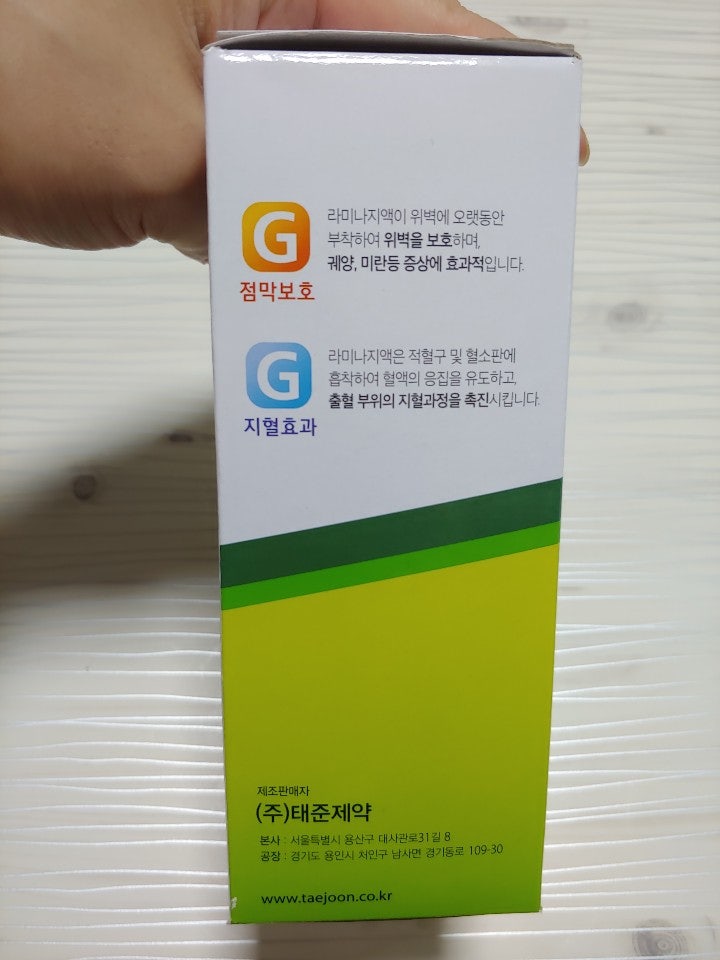 G
점막보호
라미나지액이 위벽에 오랫동안
부착하여 위벽을 보호하며,
궤양, 미란등 증상에 효과적입니다.
G
지혈효과
라미나지액은 적혈구 및 혈소판에
흡착하여 혈액의 응집을 유도하고,
출혈 부위의 지혈과정을 촉진시킵니다.
제조판매자
(주)태준제약
본사 : 서울특별시 용산구 대사관로31길 8
공장 : 경기도 용인시 처인구 남사면 경기동로 109-30
www.taejoon.co.kr